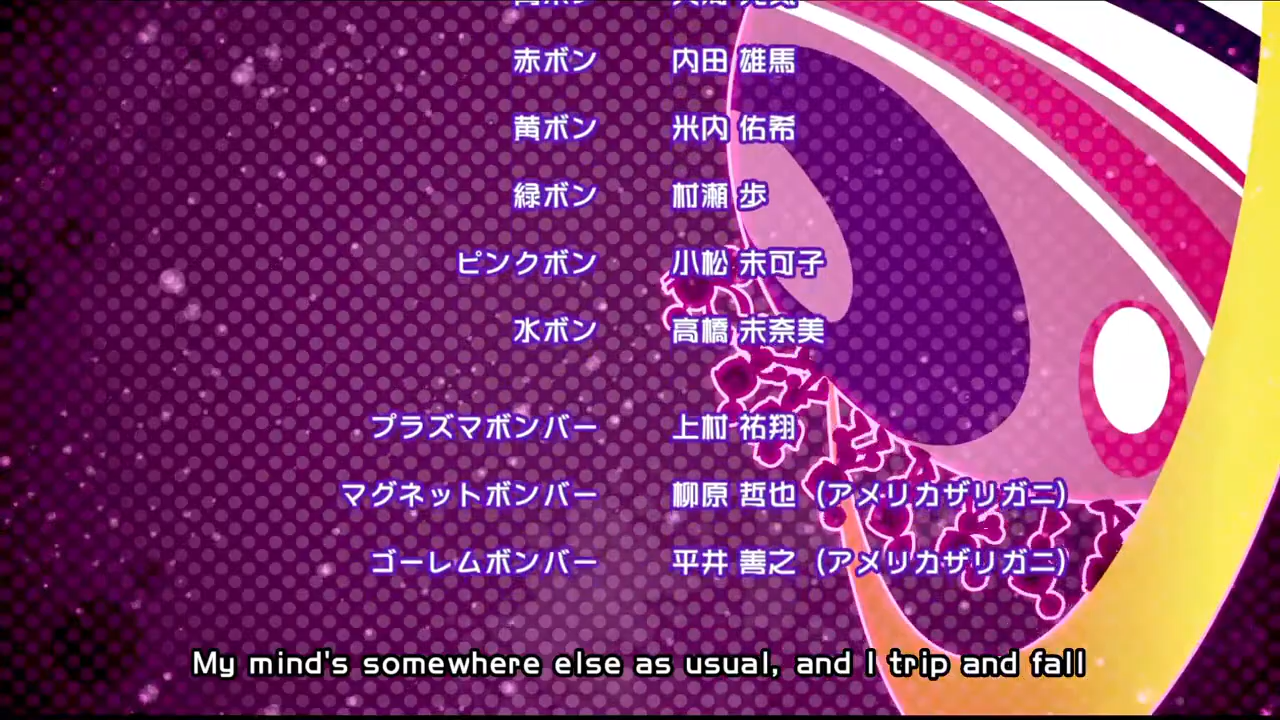 赤ボン 内田 雄馬
黄ボン 米内 佑希
緑ボン 村瀬 歩
ピンクボン 小松 未可子
水ボン 高橋 未奈美
プラズマボンバー 上村 祐翔
マグネットボンバー 柳原 哲也（アメリカザリガニ）
ゴーレムボンバー 平井 善之（アメリカザリガニ）
My mind's somewhere else as usual, and I trip and fall